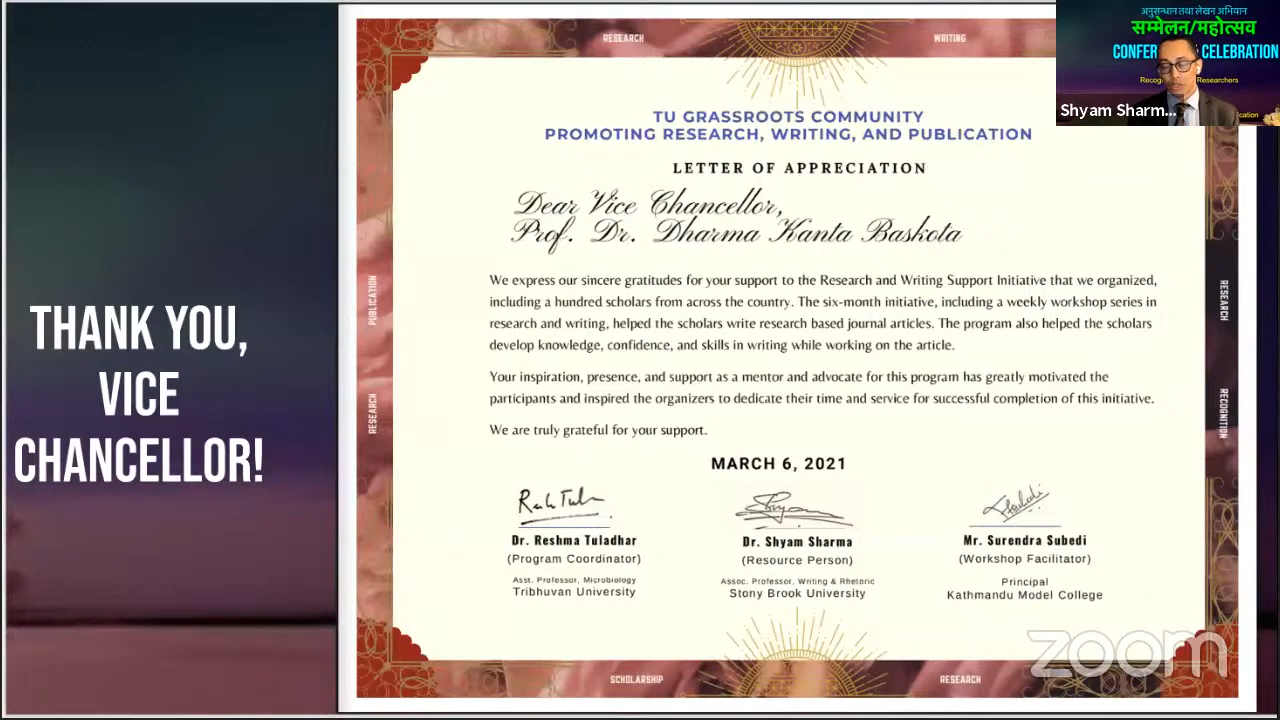 THANK YOU,
VICE
CHANCELLOR!
RESEARCH
WRITING
TU GRASSROOTS COMMUNITY
PROMOTING RESEARCH, WRITING, AND PUBLICATION
LETTER OF APPRECIATION
Dear Vice Chancellor,
Prof. Dr. Dharma Kanta Baskota
We express our sincere gratitudes for your support to the Research and Writing Support Initiative that we organized,
including a hundred scholars from across the country. The six-month initiative, including a weekly workshop series in
research and writing, helped the scholars write research based journal articles. The program also helped the scholars
develop knowledge, confidence, and skills in writing while working on the article.
Your inspiration, presence, and support as a mentor and advocate for this program has greatly motivated the
participants and inspired the organizers to dedicate their time and service for successful completion of this initiative.
We are truly grateful for your support.
MARCH 6, 2021
Dr. Reshma Tuladhar
(Program Coordinator)
Asst. Professor, Microbiology
Tribhuvan University
Dr. Shyam Sharma
(Resource Person)
Assoc. Professor, Writing & Rhetoric
Stony Brook University
Mr. Surendra Subedi
(Workshop Facilitator)
Principal
Kathmandu Model College
PUBLICATION
RESEARCH
RESEARCH
RECOGNITION
SCHOLARSHIP
RESEARCH
अनुसन्धान तथा लेखन अभियान
सम्मेलन/महोत्सव
CELEBRATION
Researchers
Shyam Sharm...
zoom